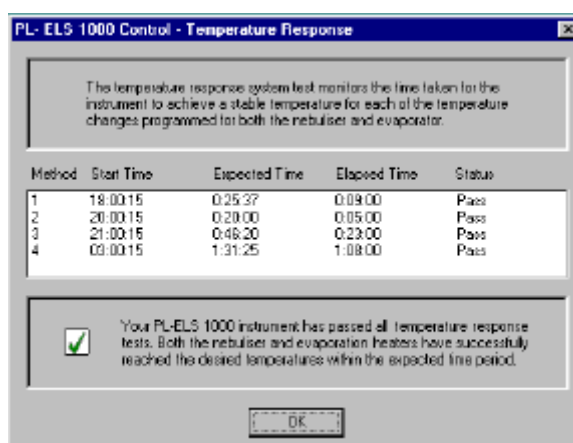 PL- ELS 1000 Control - Temperature Response
The temperature response system test monitors the time taken for the
instrument to achieve a stable temperature for each of the temperature
changes programmed for both the nebuliser and evaporator.
Method Start Time Expected Time Elapsed Time Status
1 18:00:15 0:25:37 0:09:00 Pass
2 20:00:15 0:20:00 0:05:00 Pass
3 21:00:15 0:46:20 0:23:00 Pass
4 03:00:15 1:31:25 1:08:00 Pass
Your PL-ELS 1000 instrument has passed all temperature response
tests. Both the nebuliser and evaporation heaters have successfully
reached the desired temperatures within the expected time period.
OK